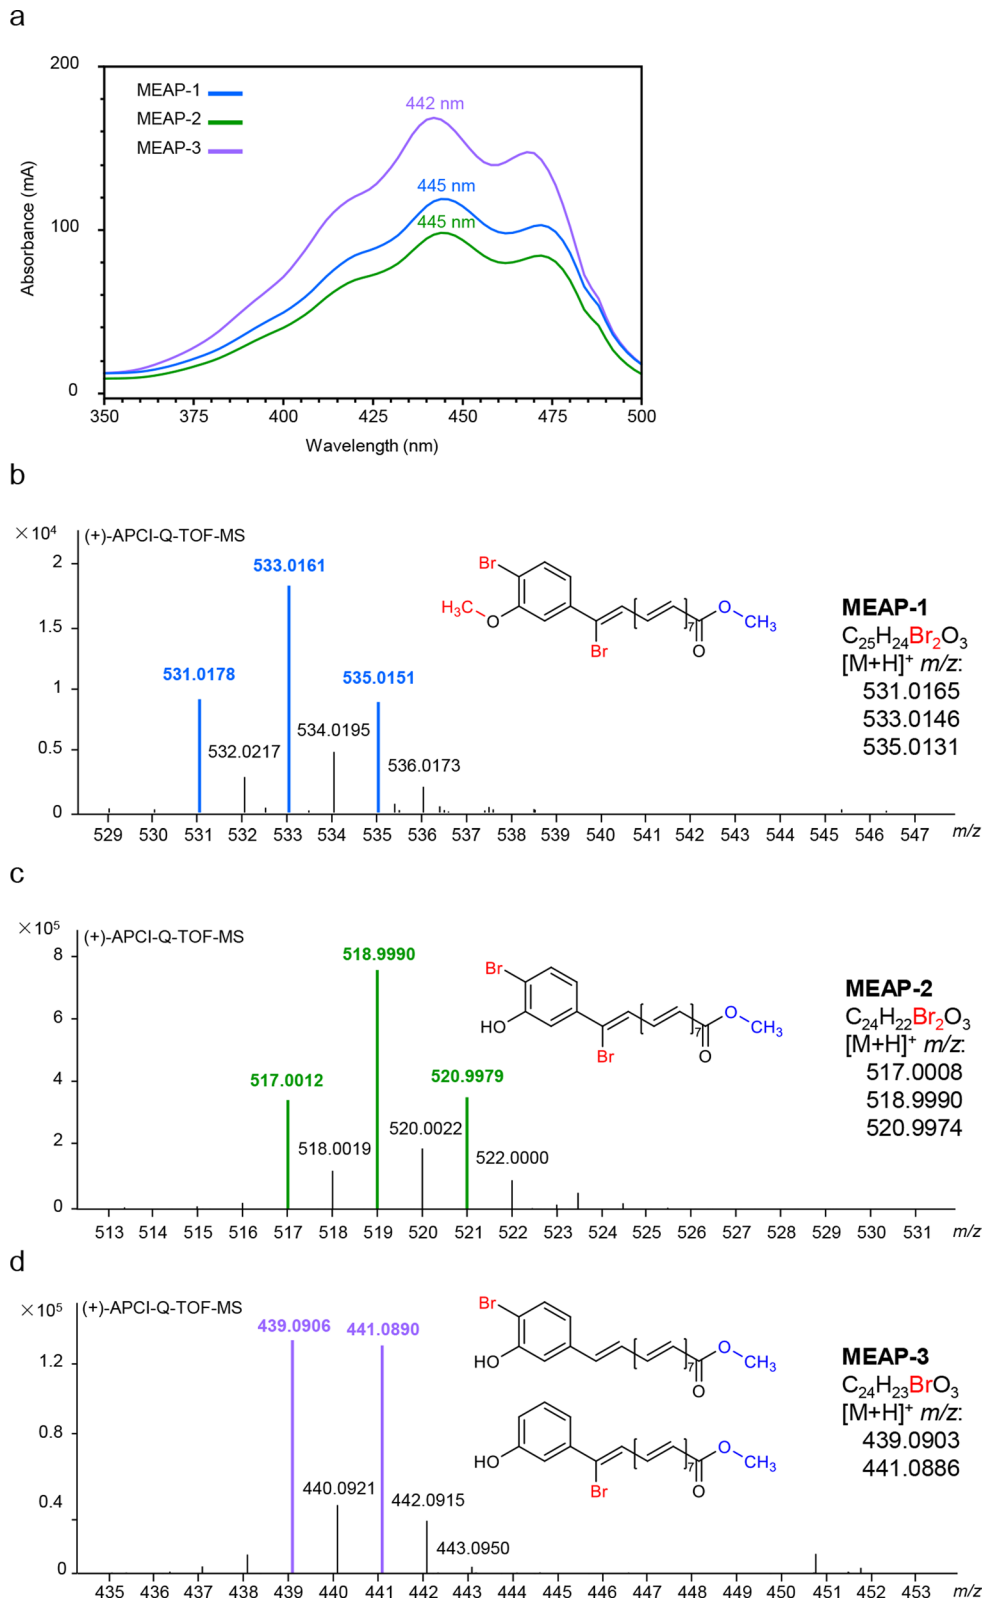 a
200
100
0
Absorbance (mA)
MEAP-1
MEAP-2
MEAP-3
442 nm
445 nm
445 nm
350 375 400 425 450 475 500
Wavelength (nm)
b
×10⁴
(+)-APCI-Q-TOF-MS
2
1.5
1
0.5
0
531.0178
532.0217
533.0161
534.0195
535.0151
536.0173
Br
H₃C
O
Br
7
O
O
CH₃
MEAP-1
C₂₅H₂₄Br₂O₃
[M+H]⁺ m/z:
531.0165
533.0146
535.0131
529 530 531 532 533 534 535 536 537 538 539 540 541 542 543 544 545 546 547 m/z
c
×10⁵
(+)-APCI-Q-TOF-MS
8
6
4
2
0
517.0012
518.0019
518.9990
520.0022
520.9979
522.0000
Br
HO
Br
7
O
O
CH₃
MEAP-2
C₂₄H₂₂Br₂O₃
[M+H]⁺ m/z:
517.0008
518.9990
520.9974
513 514 515 516 517 518 519 520 521 522 523 524 525 526 527 528 529 530 531 m/z
d
×10⁵
(+)-APCI-Q-TOF-MS
1.2
0.8
0.4
0
439.0906
440.0921
441.0890
442.0915
443.0950
Br
HO
7
O
O
CH₃
HO
Br
7
O
O
CH₃
MEAP-3
C₂₄H₂₃BrO₃
[M+H]⁺ m/z:
439.0903
441.0886
435 436 437 438 439 440 441 442 443 444 445 446 447 448 449 450 451 452 453 m/z